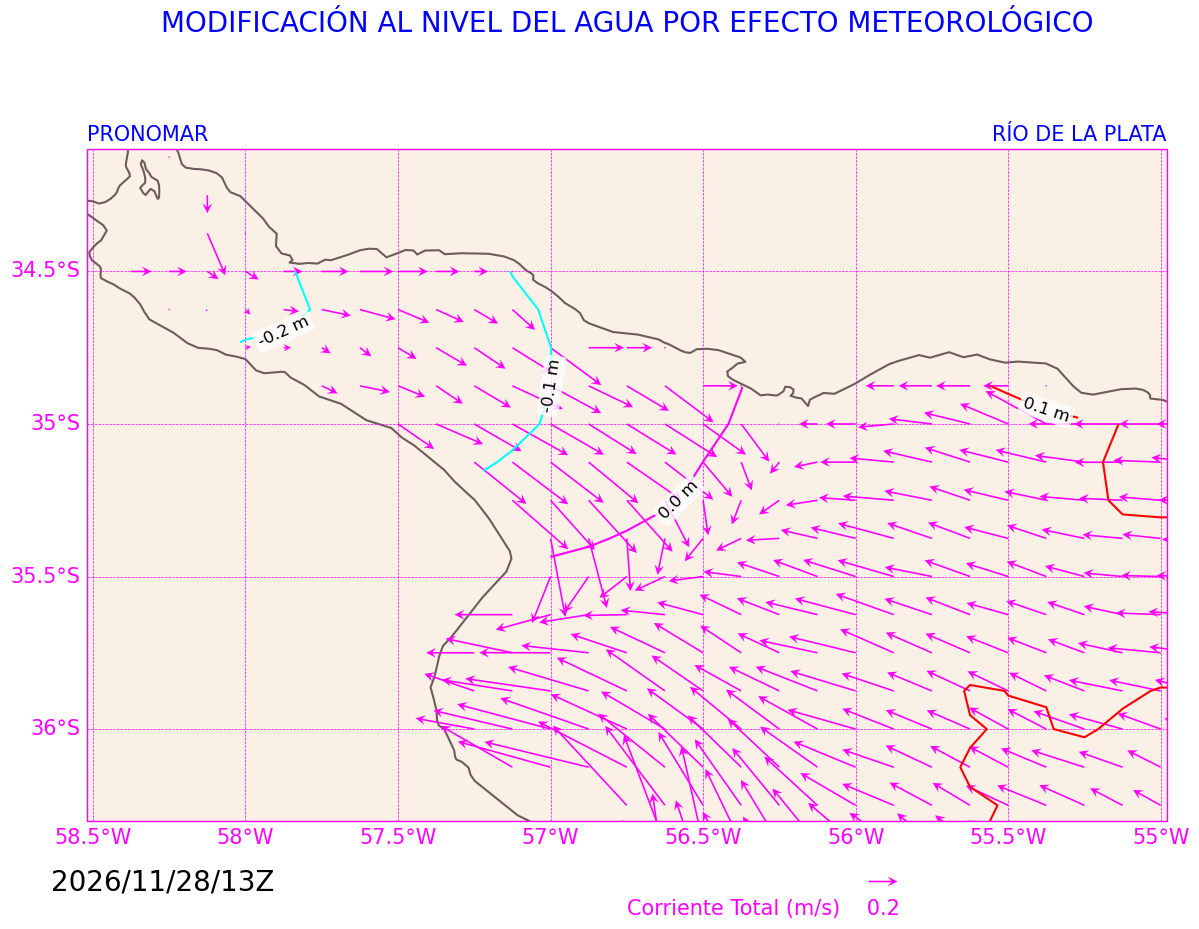 MODIFICACIÓN AL NIVEL DEL AGUA POR EFECTO METEOROLÓGICO
PRONOMAR
RÍO DE LA PLATA
34.5°S
35°S
35.5°S
36°S
-0.2 m
-0.1 m
0.0 m
0.1 m
58.5°W
58°W
57.5°W
57°W
56.5°W
56°W
55.5°W
55°W
2026/11/28/13Z
Corriente Total (m/s)
0.2